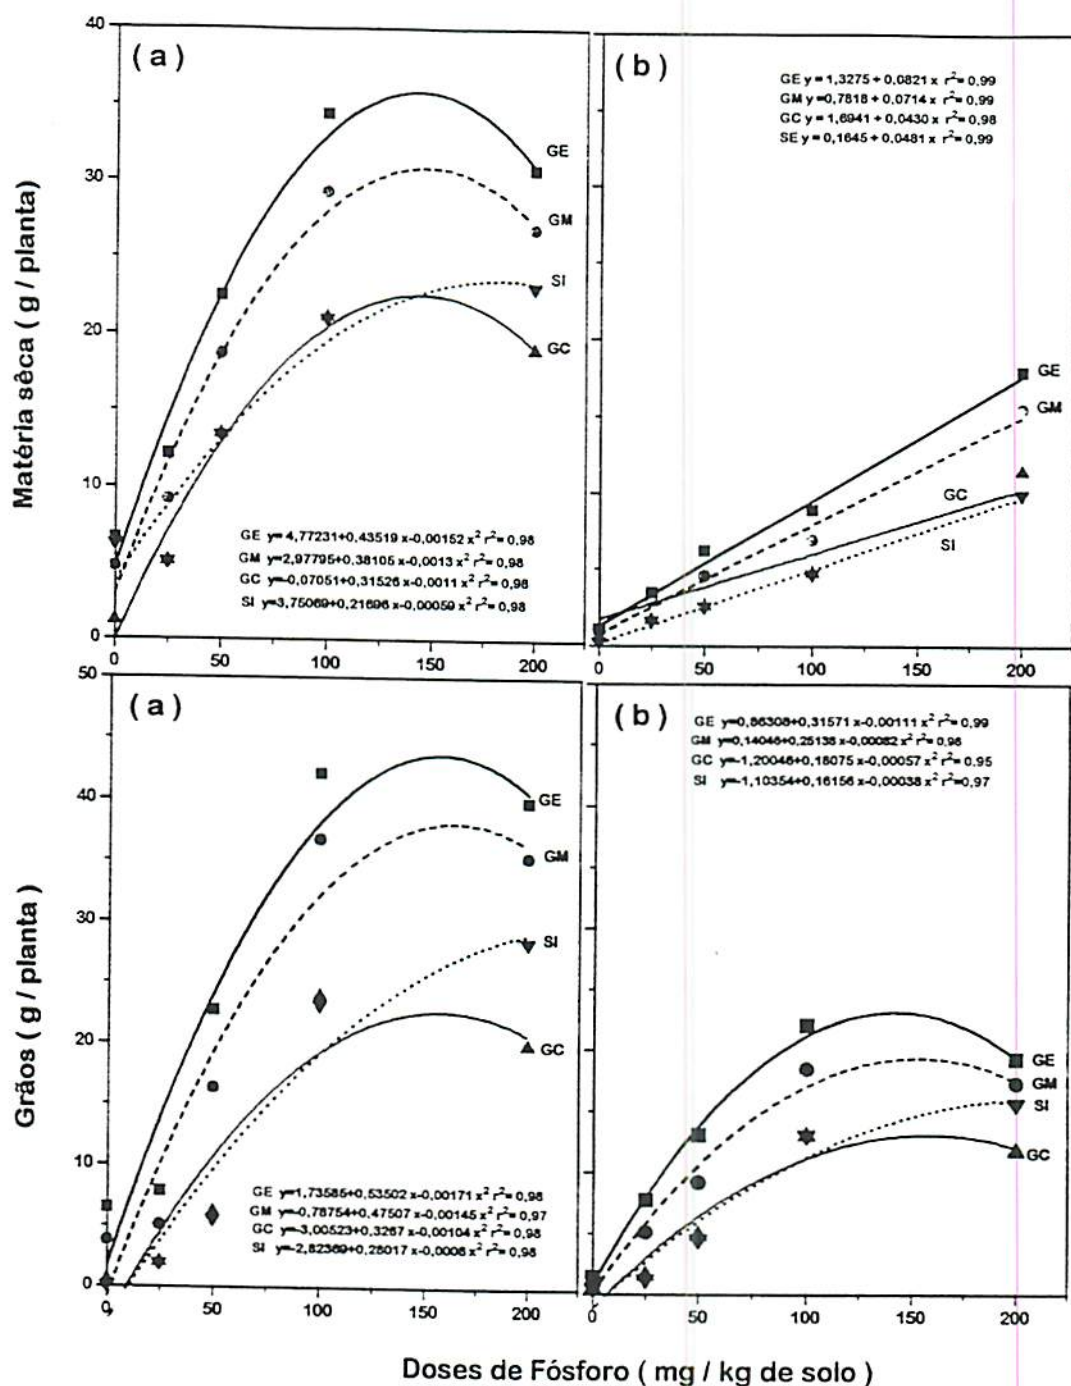 Matéria sêca ( g / planta)
40
30
20
10
0
( a )
GE
GM
SI
GC
GE y=4,77231+0,43519 x-0,00152 x² r²= 0,98
GM y=2,97795+0,38105 x-0,0013 x² r²= 0,98
GC y=-0,07051+0,31526 x-0,0011 x² r²= 0,98
SI y=3,75069+0,21696 x-0,00059 x² r²= 0,98
0 50 100 150 200
( b )
GE y = 1,3275 + 0,0821 x r²= 0,99
GM y =0,7818 + 0,0714 x r²= 0,99
GC y = 1,6941 + 0,0430 x r²= 0,98
SE y = 0,1645 + 0,0481 x r²= 0,99
GE
GM
GC
SI
0 50 100 150 200
Grãos ( g / planta )
50
40
30
20
10
0
( a )
GE
GM
SI
GC
GE y=1,73585+0,53502 x-0,00171 x² r²= 0,98
GM y=-0,78754+0,47507 x-0,00145 x² r²= 0,97
GC y=-3,00523+0,3267 x-0,00104 x² r²= 0,98
SI y=-2,82369+0,28017 x-0,0006 x² r²= 0,98
0 50 100 150 200
( b )
GE y=0,86308+0,31571 x-0,00111 x² r²= 0,99
GM y=0,14046+0,25138 x-0,00082 x² r²= 0,98
GC y=-1,20046+0,18075 x-0,00057 x² r²= 0,95
SI y=-1,10354+0,16156 x-0,00038 x² r²= 0,97
GE
GM
SI
GC
0 50 100 150 200
Doses de Fósforo ( mg / kg de solo )